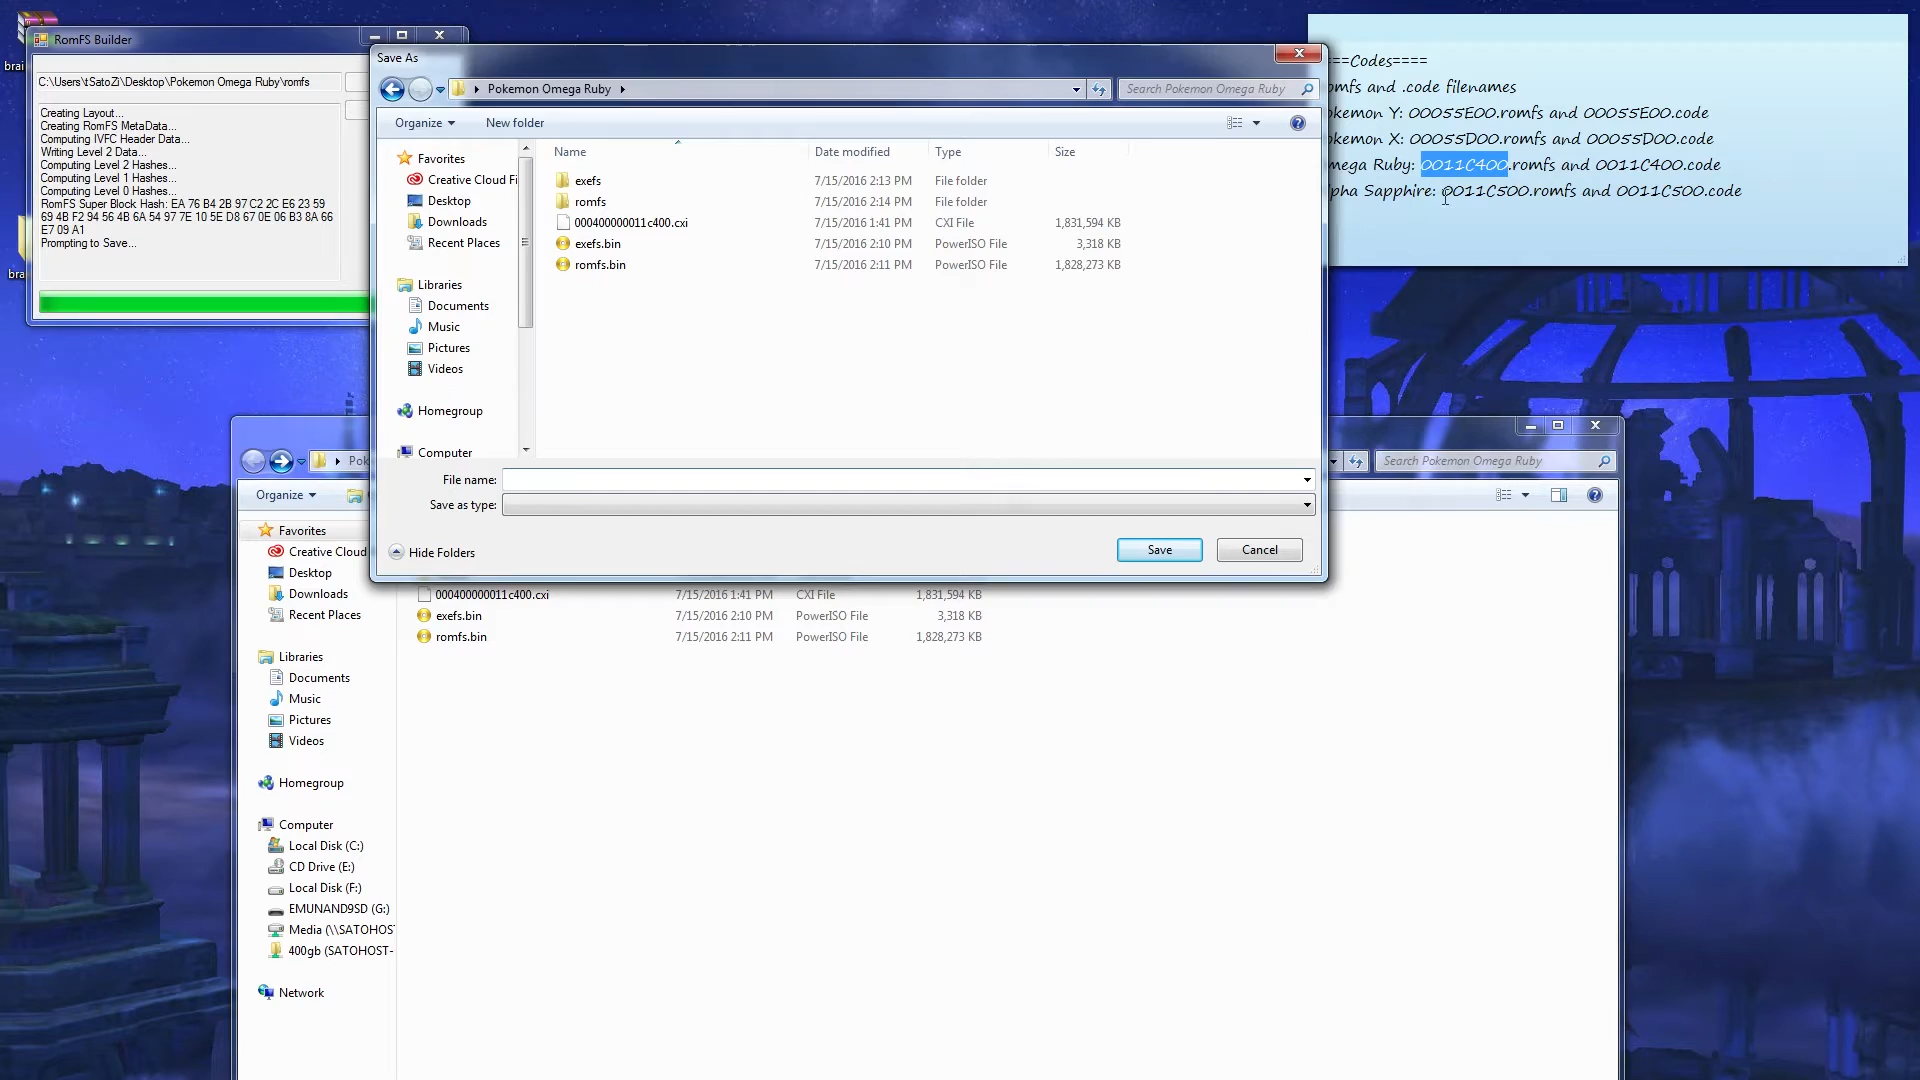 brai
brai
RomFS Builder
C:\Users\tSatoZi\Desktop\Pokemon Omega Ruby\romfs
Creating Layout...
Creating RomFS MetaData...
Computing IVFC Header Data...
Writing Level 2 Data...
Computing Level 2 Hashes...
Computing Level 1 Hashes...
Computing Level 0 Hashes...
RomFS Super Block Hash: EA 76 B4 2B 97 C2 2C E6 23 59
69 4B F2 94 56 4B 6A 54 97 7E 10 5E D8 67 0E 06 B3 8A 66
E7 09 A1
Prompting to Save...
Save As
Pokemon Omega Ruby
Search Pokemon Omega Ruby
Organize
New folder
Favorites
Creative Cloud Fi
Desktop
Downloads
Recent Places
Libraries
Documents
Music
Pictures
Videos
Homegroup
Computer
Name Date modified Type Size
exefs 7/15/2016 2:13 PM File folder
romfs 7/15/2016 2:14 PM File folder
000400000011c400.cxi 7/15/2016 1:41 PM CXI File 1,831,594 KB
exefs.bin 7/15/2016 2:10 PM PowerISO File 3,318 KB
romfs.bin 7/15/2016 2:11 PM PowerISO File 1,828,273 KB
File name:
Save as type:
Hide Folders
Save
Cancel
===Codes====
omfs and .code filenames
okemon Y: 00055E00.romfs and 00055E00.code
okemon X: 00055D00.romfs and 00055D00.code
mega Ruby: 0011C400.romfs and 0011C400.code
lpha Sapphire: 0011C500.romfs and 0011C500.code
Pok
Search Pokemon Omega Ruby
Organize
Favorites
Creative Cloud
Desktop
Downloads
Recent Places
Libraries
Documents
Music
Pictures
Videos
Homegroup
Computer
Local Disk (C:)
CD Drive (E:)
Local Disk (F:)
EMUNAND9SD (G:)
Media (\\SATOHOST
400gb (SATOHOST-
Network
000400000011c400.cxi 7/15/2016 1:41 PM CXI File 1,831,594 KB
exefs.bin 7/15/2016 2:10 PM PowerISO File 3,318 KB
romfs.bin 7/15/2016 2:11 PM PowerISO File 1,828,273 KB